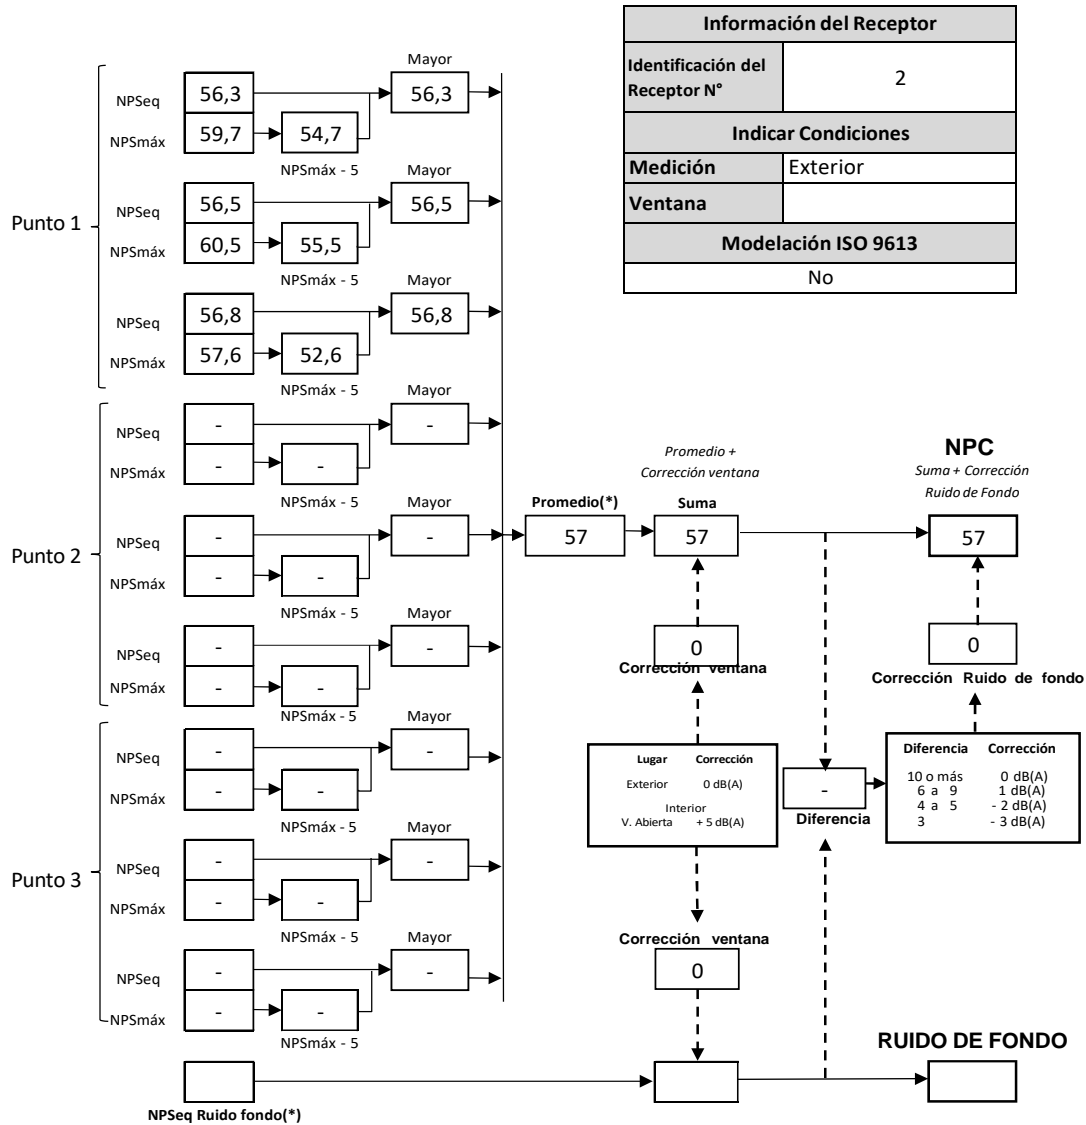 Información del Receptor
Identificación del Receptor N°
2
Indicar Condiciones
Medición Exterior
Ventana
Modelación ISO 9613
No
Punto 1
Mayor
NPSeq 56,3 56,3
NPSmáx 59,7 54,7
NPSmáx - 5
Mayor
NPSeq 56,5 56,5
NPSmáx 60,5 55,5
NPSmáx - 5
Mayor
NPSeq 56,8 56,8
NPSmáx 57,6 52,6
NPSmáx - 5
Punto 2
Mayor
NPSeq - -
NPSmáx - -
NPSmáx - 5
Mayor
NPSeq - -
NPSmáx - -
NPSmáx - 5
Mayor
NPSeq - -
NPSmáx - -
NPSmáx - 5
Punto 3
Mayor
NPSeq - -
NPSmáx - -
NPSmáx - 5
Mayor
NPSeq - -
NPSmáx - -
NPSmáx - 5
Mayor
NPSeq - -
NPSmáx - -
NPSmáx - 5
NPSeq Ruido fondo(*)
Promedio(*)
57
Promedio +
Corrección ventana
Suma
57
0
Corrección ventana
Lugar Corrección
Exterior 0 dB(A)
Interior
V. Abierta + 5 dB(A)
Corrección ventana
0
-
Diferencia
NPC
Suma + Corrección
Ruido de Fondo
57
0
Corrección Ruido de fondo
Diferencia Corrección
10 o más 0 dB(A)
6 a 9 1 dB(A)
4 a 5 - 2 dB(A)
3 - 3 dB(A)
RUIDO DE FONDO